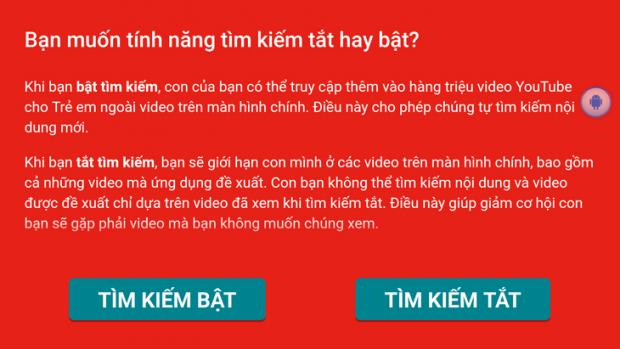 Bạn muốn tính năng tìm kiếm tắt hay bật?
Khi bạn bật tìm kiếm, con của bạn có thể truy cập thêm vào hàng triệu video YouTube
cho Trẻ em ngoài video trên màn hình chính. Điều này cho phép chúng tự tìm kiếm nội
dung mới.
Khi bạn tắt tìm kiếm, bạn sẽ giới hạn con mình ở các video trên màn hình chính, bao gồm
cả những video mà ứng dụng đề xuất. Con bạn không thể tìm kiếm nội dung và video
được đề xuất chỉ dựa trên video đã xem khi tìm kiếm tắt. Điều này giúp giảm cơ hội con
bạn sẽ gặp phải video mà bạn không muốn chúng xem.
TÌM KIẾM BẬT
TÌM KIẾM TẮT